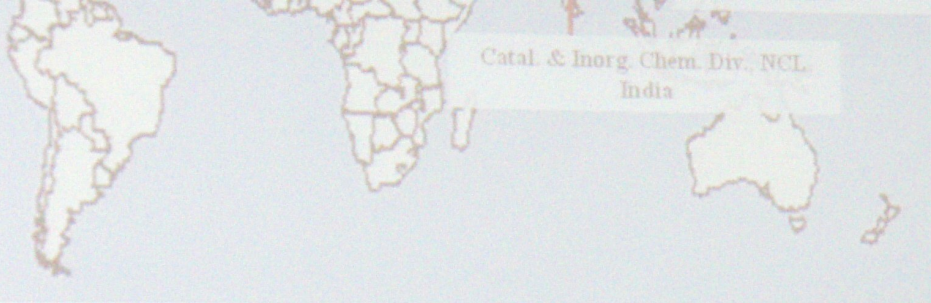 Catal. & Inorg. Chem. Div., NCL
India